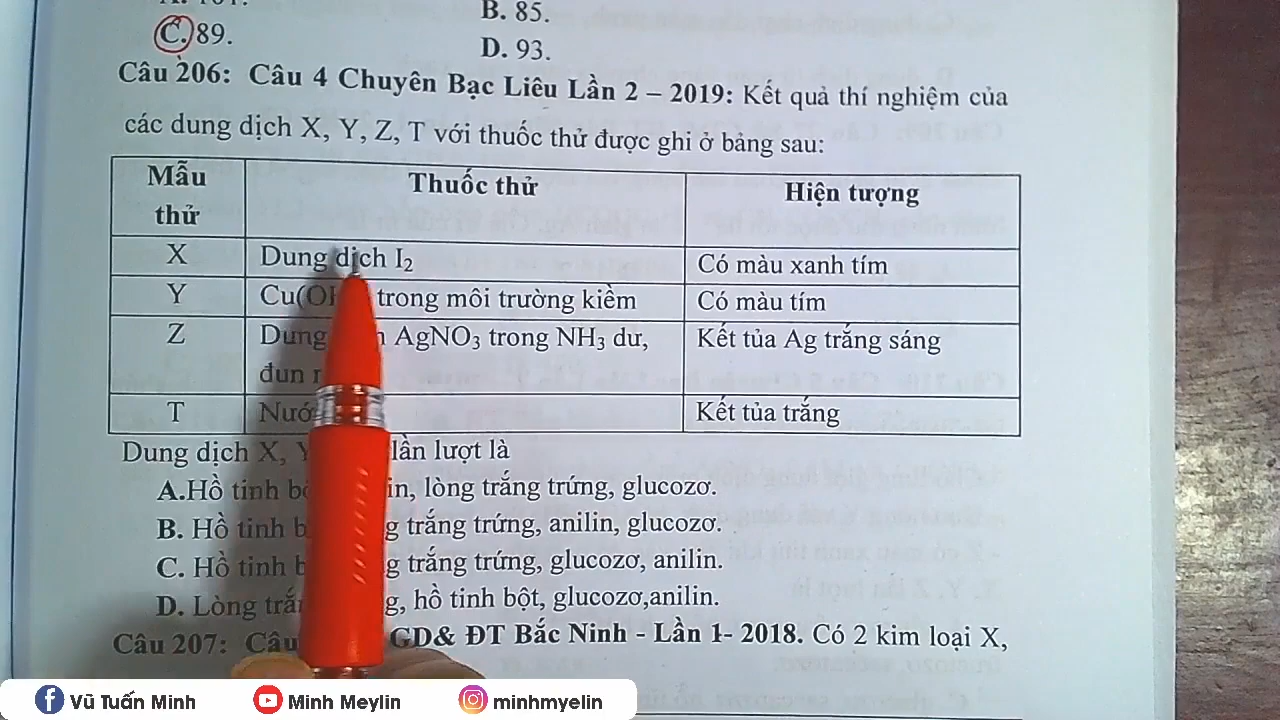 B. 85.
C. 89.
D. 93.
Câu 206: Câu 4 Chuyên Bạc Liêu Lần 2 – 2019: Kết quả thí nghiệm của
các dung dịch X, Y, Z, T với thuốc thử được ghi ở bảng sau:
Mẫu thử Thuốc thử Hiện tượng
X Dung dịch I₂ Có màu xanh tím
Y trong môi trường kiềm Có màu tím
Z Dung AgNO₃ trong NH₃ dư, Kết tủa Ag trắng sáng
đun
T Kết tủa trắng
Dung dịch X, lần lượt là
A.Hồ tinh lòng trắng trứng, glucozơ.
B. Hồ tinh trắng trứng, anilin, glucozơ.
C. Hồ tinh trắng trứng, glucozơ, anilin.
D. Lòng hồ tinh bột, glucozơ,anilin.
Câu 207: Câu GD& ĐT Bắc Ninh - Lần 1- 2018. Có 2 kim loại X,
Vũ Tuấn Minh Minh Meylin minhmyelin